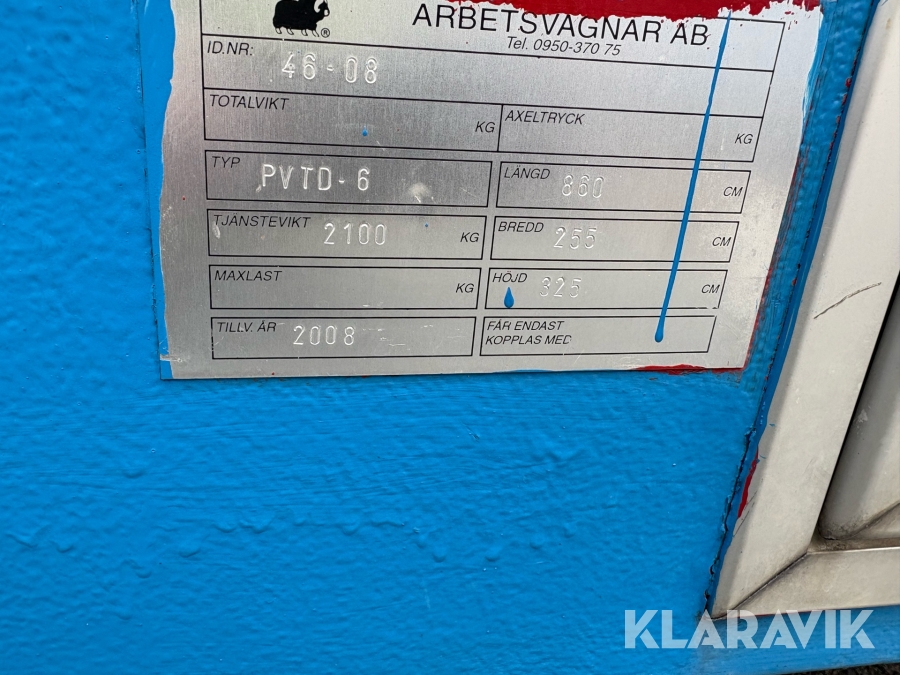 ®
ARBETSVAGNAR AB
Tel. 0950-370 75
ID.NR: 46-08
TOTALVIKT KG AXELTRYCK KG
TYP PVTD-6 LÄNGD 860 CM
TJÄNSTEVIKT 2100 KG BREDD 255 CM
MAXLAST KG HÖJD 325 CM
TILLV. ÅR 2008 FÅR ENDAST
KOPPLAS MED
KLARAVIK